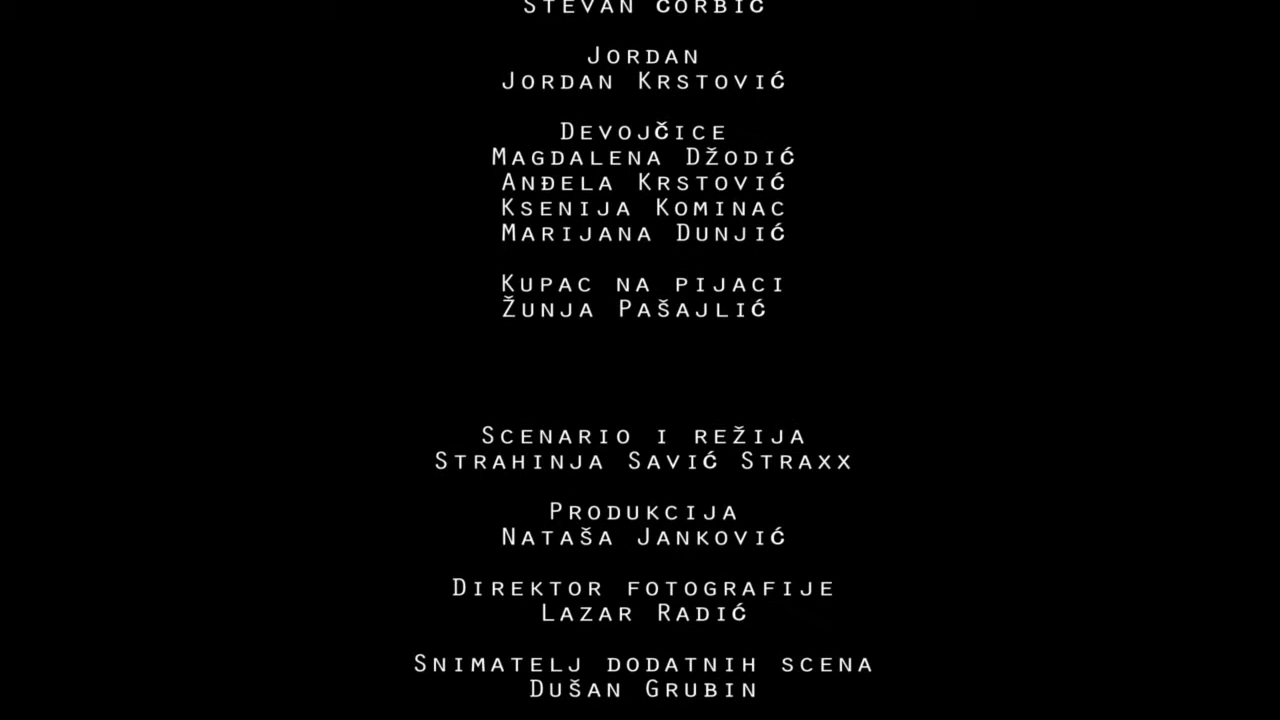 STEVAN ĆORBIĆ
JORDAN
JORDAN KRSTOVIĆ
DEVOJČICE
MAGDALENA DŽODIĆ
ANĐELA KRSTOVIĆ
KSENIJA KOMINAC
MARIJANA DUNJIĆ
KUPAC NA PIJACI
ŽUNJA PAŠAJLIĆ
SCENARIO I REŽIJA
STRAHINJA SAVIĆ STRAXX
PRODUKCIJA
NATAŠA JANKOVIĆ
DIREKTOR FOTOGRAFIJE
LAZAR RADIĆ
SNIMATELJ DODATNIH SCENA
DUŠAN GRUBIN